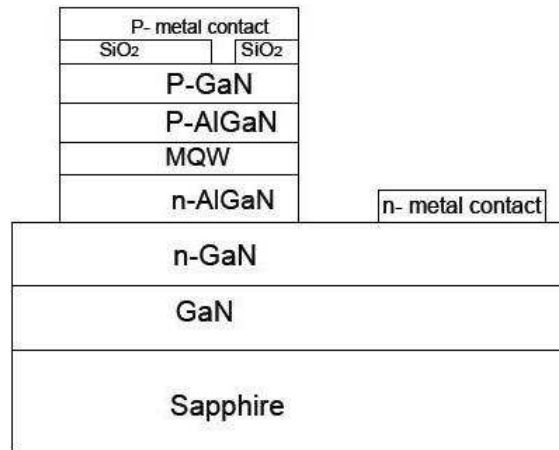 P- metal contact
SiO₂ SiO₂
P-GaN
P-AlGaN
MQW
n-AlGaN
n- metal contact
n-GaN
GaN
Sapphire